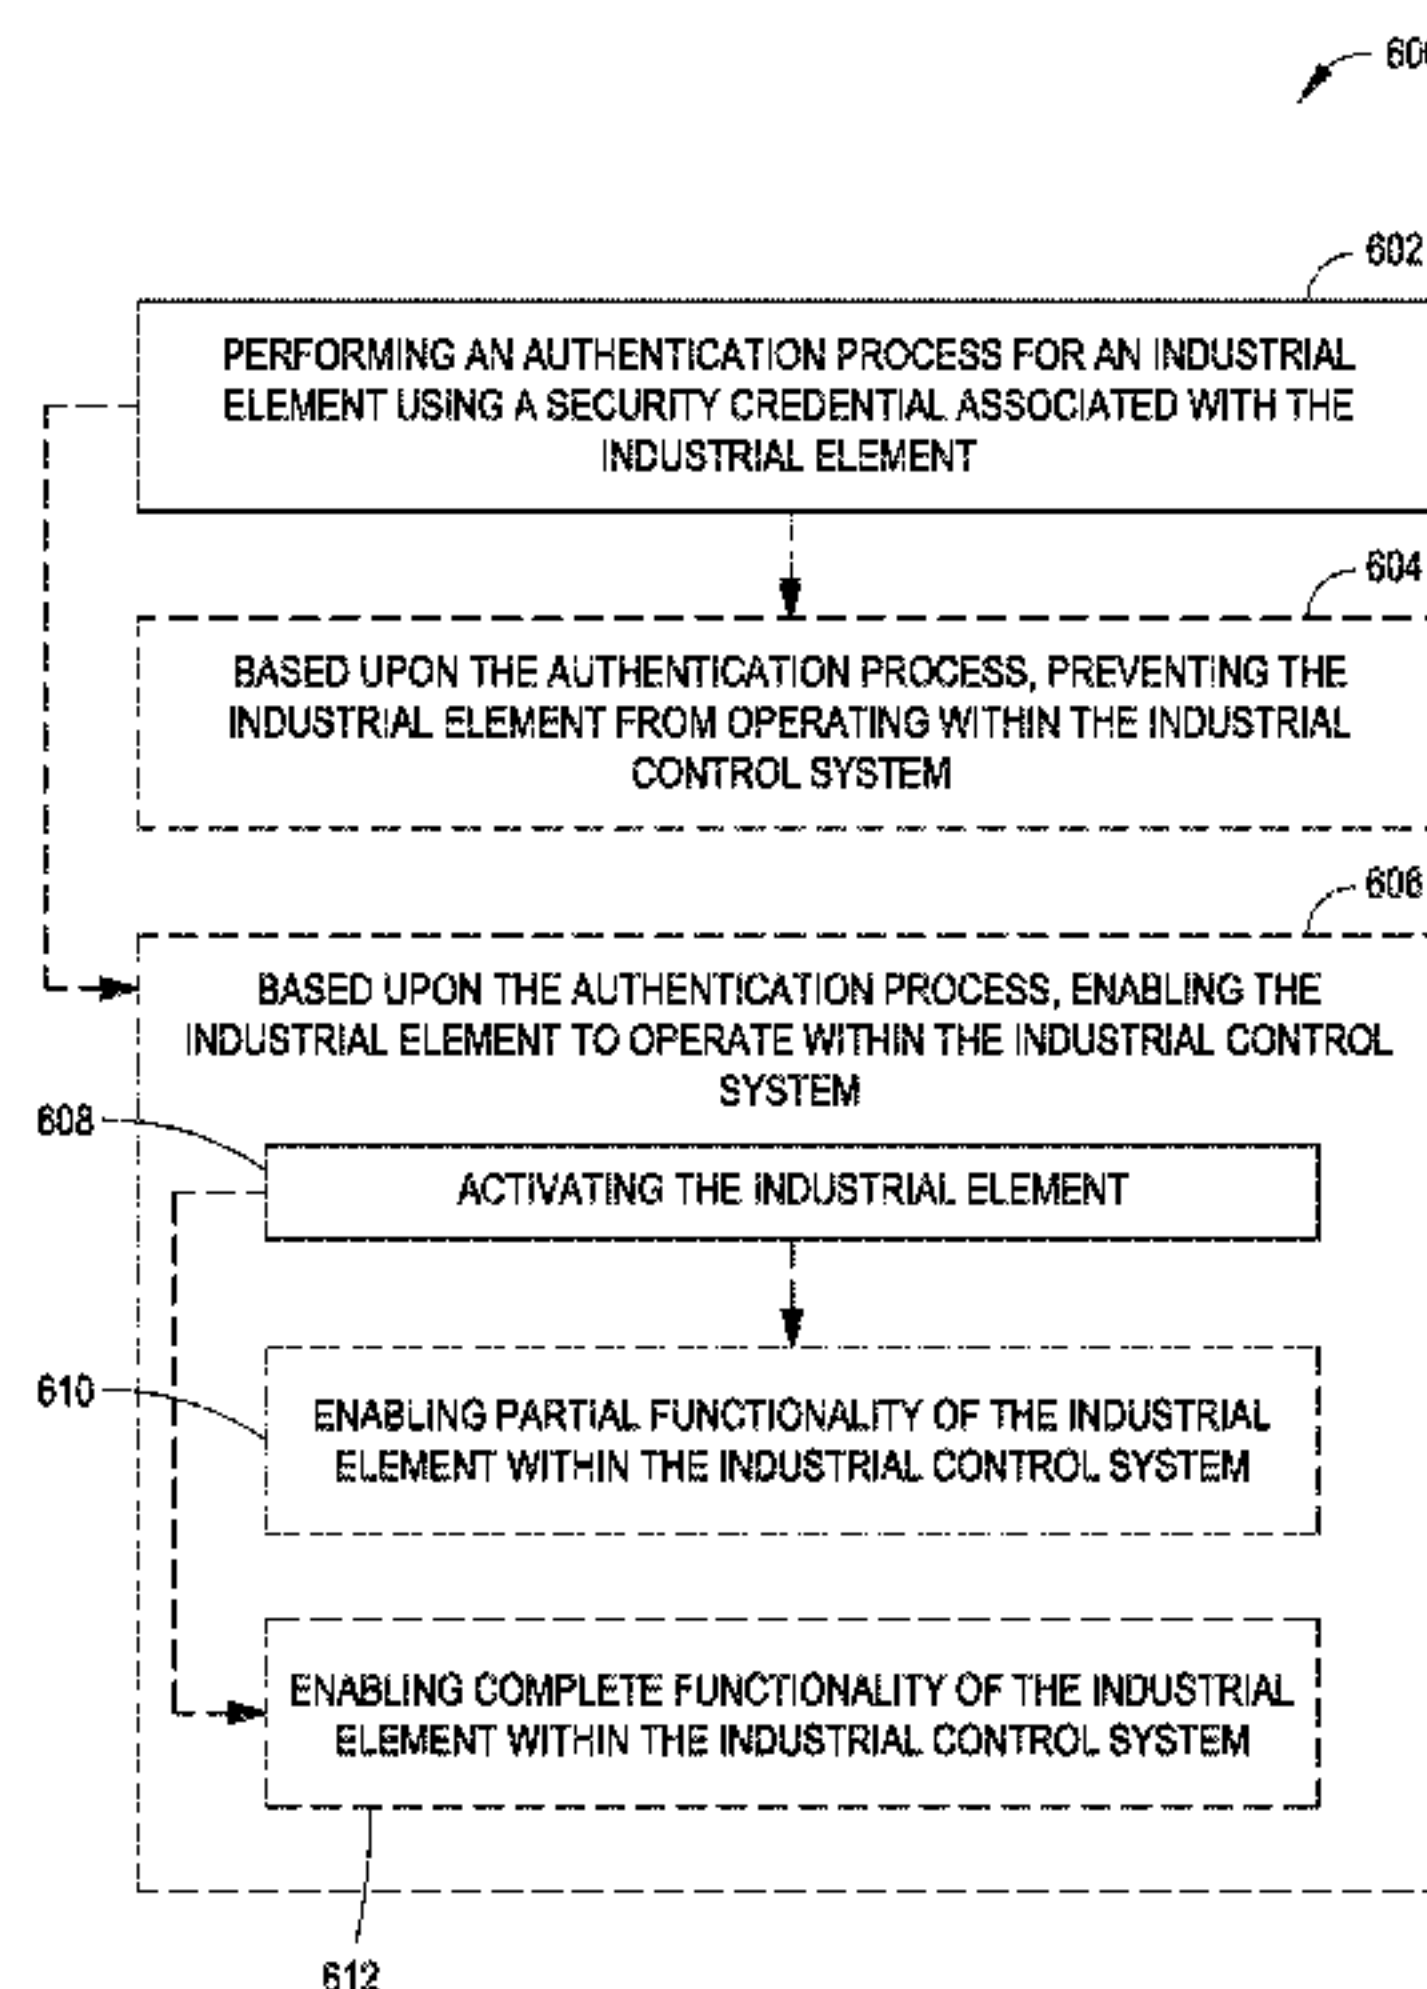 602
PERFORMING AN AUTHENTICATION PROCESS FOR AN INDUSTRIAL
ELEMENT USING A SECURITY CREDENTIAL ASSOCIATED WITH THE
INDUSTRIAL ELEMENT
604
BASED UPON THE AUTHENTICATION PROCESS, PREVENTING THE
INDUSTRIAL ELEMENT FROM OPERATING WITHIN THE INDUSTRIAL
CONTROL SYSTEM
606
BASED UPON THE AUTHENTICATION PROCESS, ENABLING THE
INDUSTRIAL ELEMENT TO OPERATE WITHIN THE INDUSTRIAL CONTROL
SYSTEM
608
ACTIVATING THE INDUSTRIAL ELEMENT
610
ENABLING PARTIAL FUNCTIONALITY OF THE INDUSTRIAL
ELEMENT WITHIN THE INDUSTRIAL CONTROL SYSTEM
ENABLING COMPLETE FUNCTIONALITY OF THE INDUSTRIAL
ELEMENT WITHIN THE INDUSTRIAL CONTROL SYSTEM
612